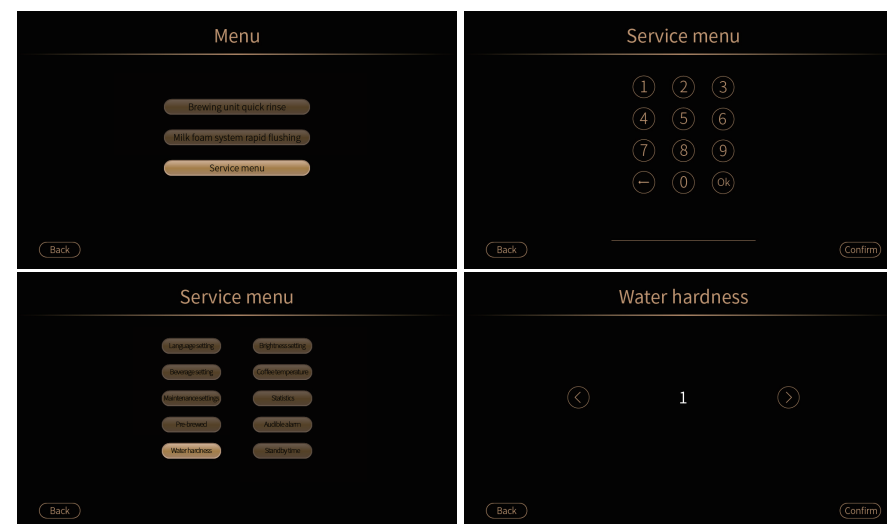 Menu
Brewing unit quick rinse
Milk foam system rapid flushing
Service menu
Back
Service menu
1 2 3
4 5 6
7 8 9
← 0 Ok
Back Confirm
Service menu
Language setting Brightness setting
Beverage setting Coffee temperature
Maintenance settings Statistics
Pre-brewed Audible alarm
Water hardness Standby time
Back
Water hardness
< 1 >
Back Confirm